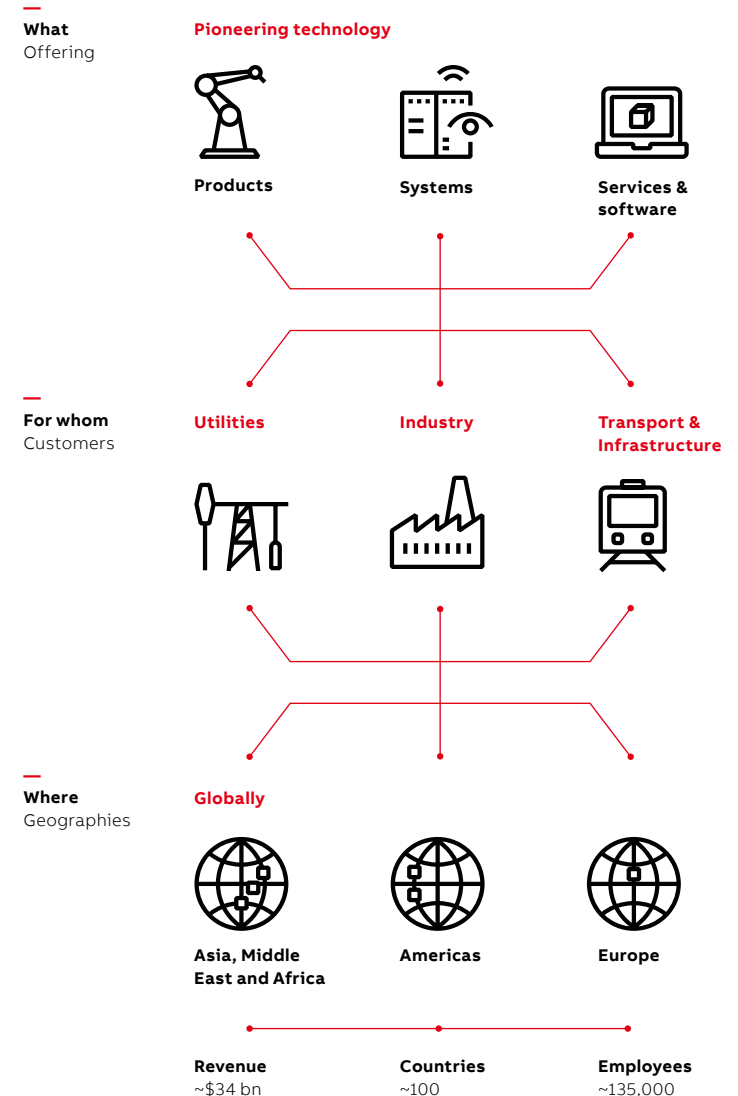 What
Offering
Pioneering technology
Products
Systems
Services &
software
For whom
Customers
Utilities
Industry
Transport &
Infrastructure
Where
Geographies
Globally
Asia, Middle
East and Africa
Americas
Europe
Revenue
~$34 bn
Countries
~100
Employees
~135,000